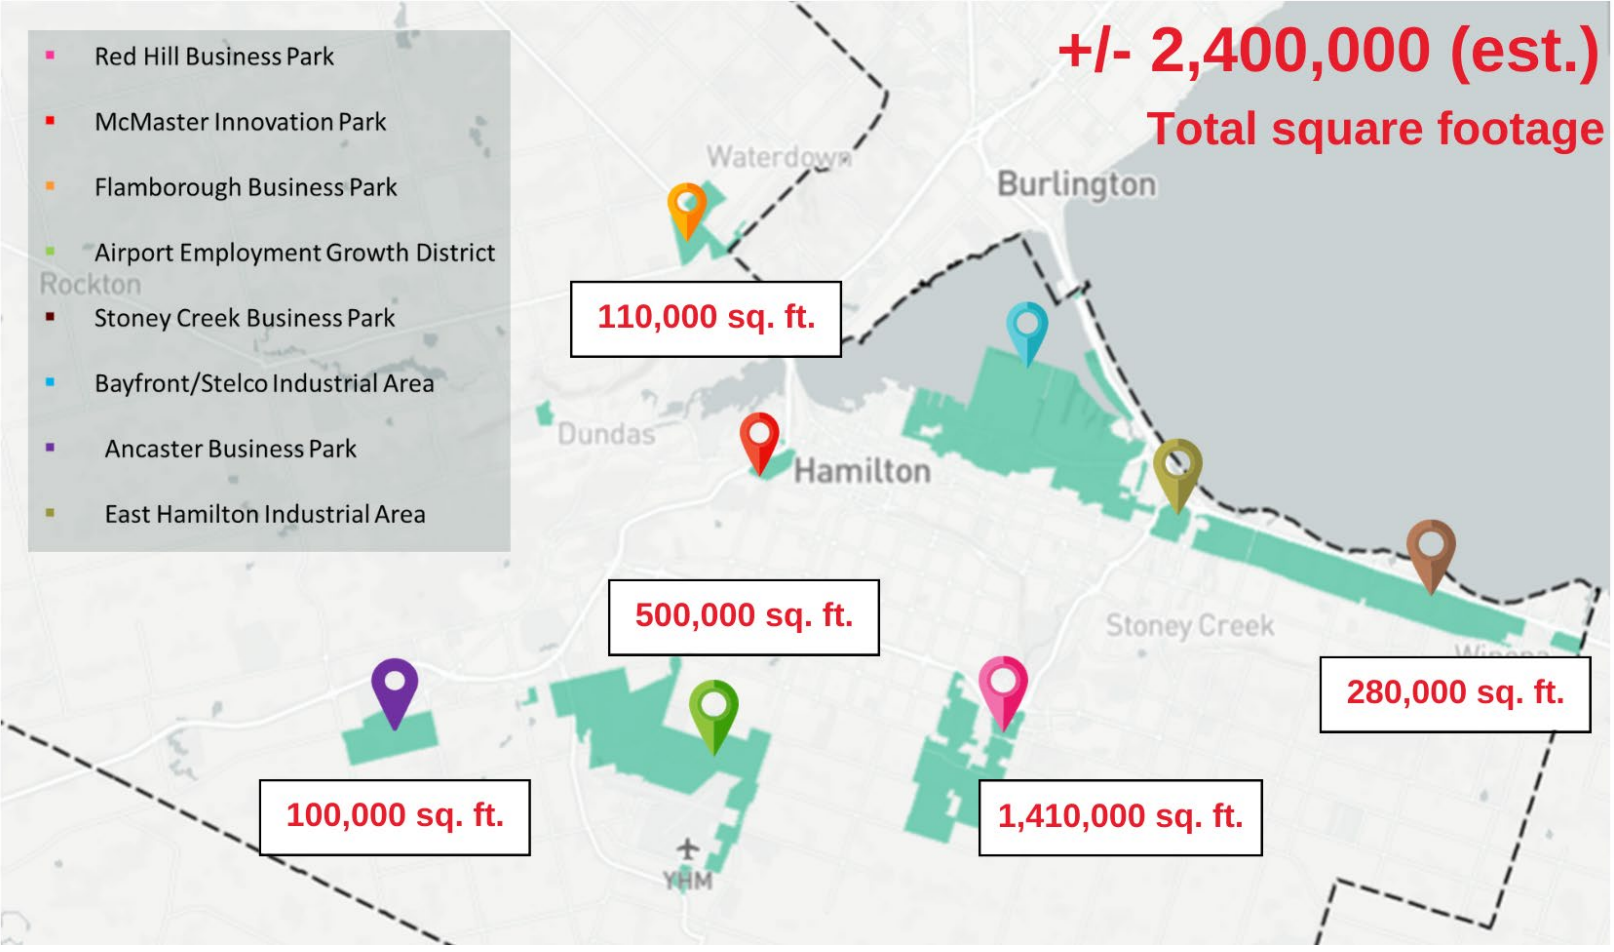 +/- 2,400,000 (est.)
Total square footage
Red Hill Business Park
McMaster Innovation Park
Flamborough Business Park
Airport Employment Growth District
Stoney Creek Business Park
Bayfront/Stelco Industrial Area
Ancaster Business Park
East Hamilton Industrial Area
Rockton
Waterdown
Burlington
110,000 sq. ft.
Dundas
Hamilton
500,000 sq. ft.
Stoney Creek
Winona
280,000 sq. ft.
100,000 sq. ft.
1,410,000 sq. ft.
YHM